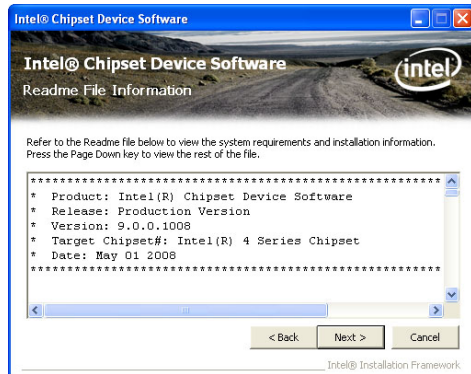 Intel® Chipset Device Software
Intel® Chipset Device Software
intel
Readme File Information
Refer to the Readme file below to view the system requirements and installation information.
Press the Page Down key to view the rest of the file.
*******************************************************
* Product: Intel(R) Chipset Device Software
* Release: Production Version
* Version: 9.0.0.1008
* Target Chipset#: Intel(R) 4 Series Chipset
* Date: May 01 2008
*******************************************************
< Back Next > Cancel
Intel® Installation Framework